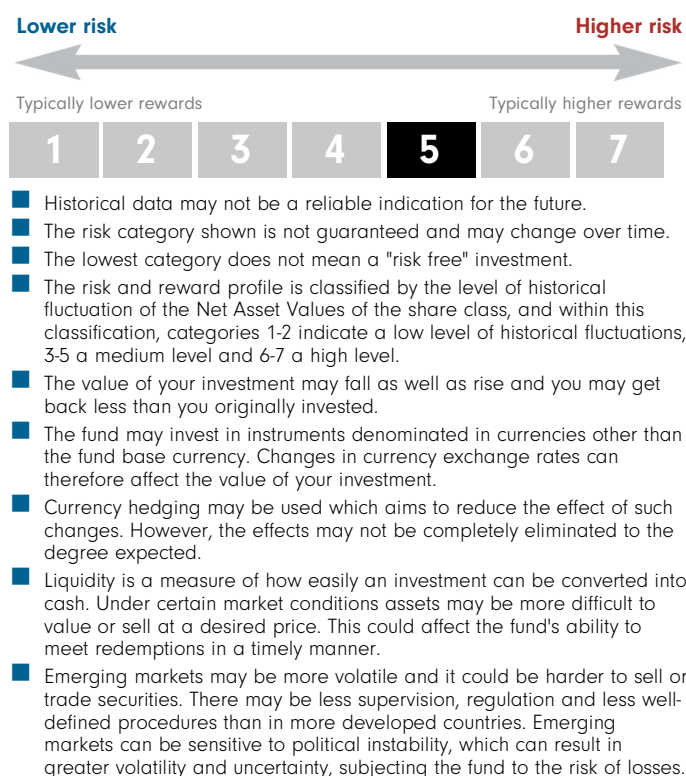 Lower risk Higher risk
Typically lower rewards Typically higher rewards
1 2 3 4 5 6 7
Historical data may not be a reliable indication for the future.
The risk category shown is not guaranteed and may change over time.
The lowest category does not mean a "risk free" investment.
The risk and reward profile is classified by the level of historical
fluctuation of the Net Asset Values of the share class, and within this
classification, categories 1-2 indicate a low level of historical fluctuations,
3-5 a medium level and 6-7 a high level.
The value of your investment may fall as well as rise and you may get
back less than you originally invested.
The fund may invest in instruments denominated in currencies other than
the fund base currency. Changes in currency exchange rates can
therefore affect the value of your investment.
Currency hedging may be used which aims to reduce the effect of such
changes. However, the effects may not be completely eliminated to the
degree expected.
Liquidity is a measure of how easily an investment can be converted into
cash. Under certain market conditions assets may be more difficult to
value or sell at a desired price. This could affect the fund's ability to
meet redemptions in a timely manner.
Emerging markets may be more volatile and it could be harder to sell or
trade securities. There may be less supervision, regulation and less well-
defined procedures than in more developed countries. Emerging
markets can be sensitive to political instability, which can result in
greater volatility and uncertainty, subjecting the fund to the risk of losses.